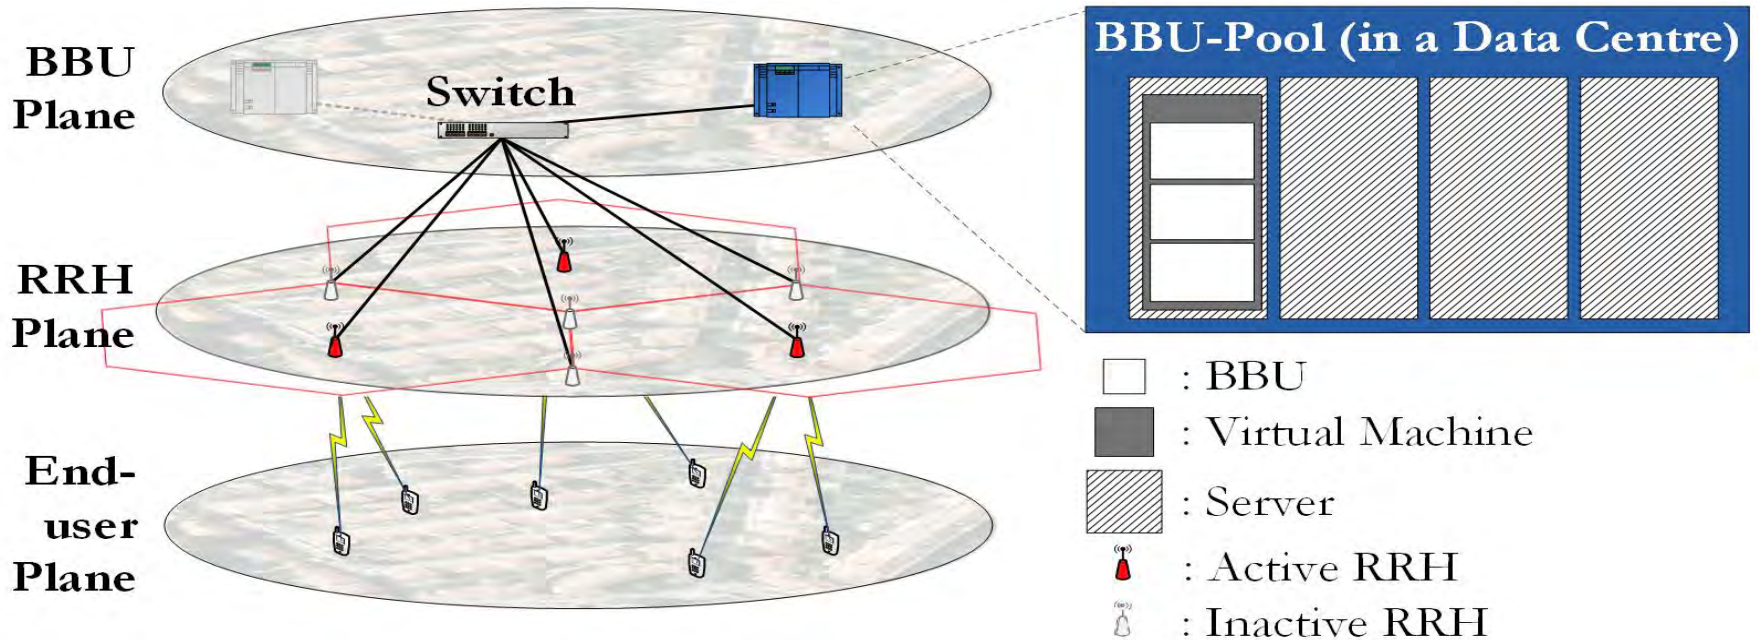 BBU
Plane
Switch
RRH
Plane
End-
user
Plane
BBU-Pool (in a Data Centre)
: BBU
: Virtual Machine
: Server
: Active RRH
: Inactive RRH